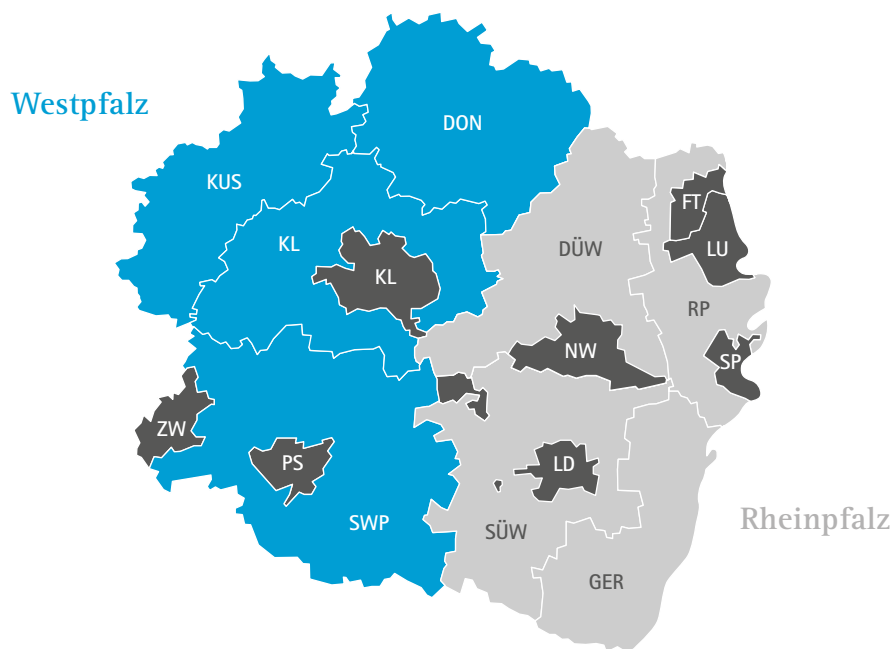 Westpfalz
DON
KUS
FT
KL
LU
DÜW
KL
RP
NW
SP
ZW
PS
LD
SWP
Rheinpfalz
SÜW
GER